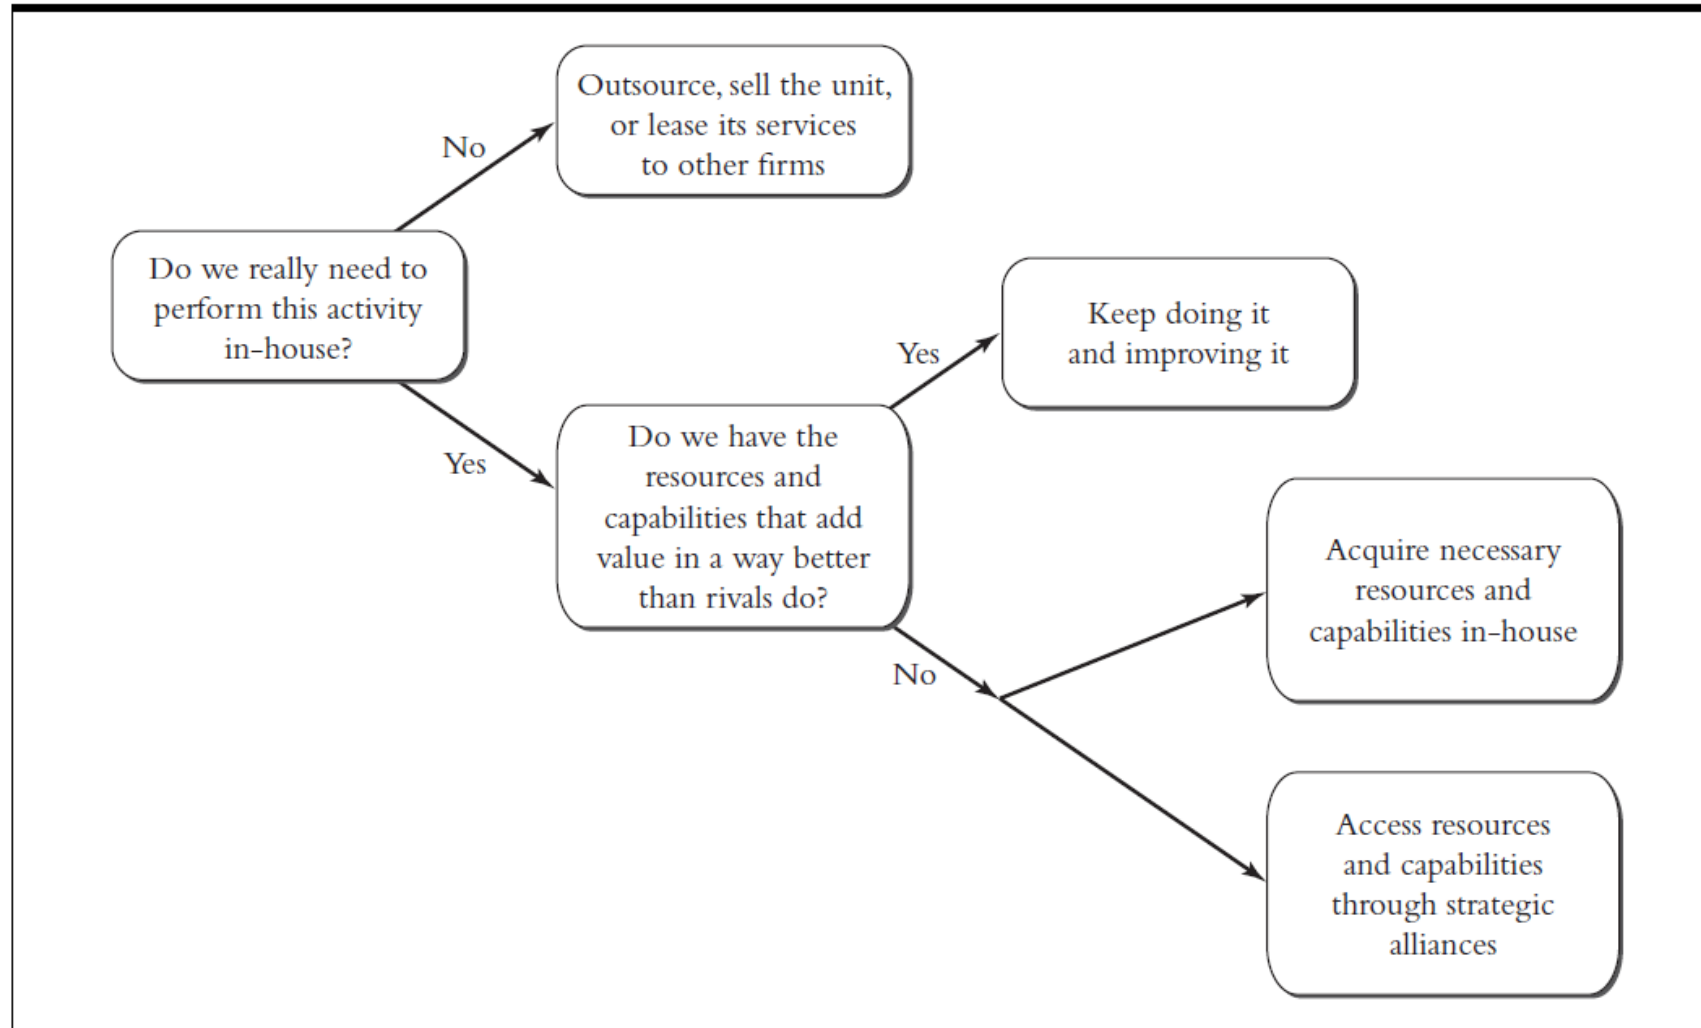 Outsource, sell the unit,
or lease its services
to other firms
No
Do we really need to
perform this activity
in-house?
Yes
Keep doing it
and improving it
Yes
Do we have the
resources and
capabilities that add
value in a way better
than rivals do?
No
Acquire necessary
resources and
capabilities in-house
Access resources
and capabilities
through strategic
alliances